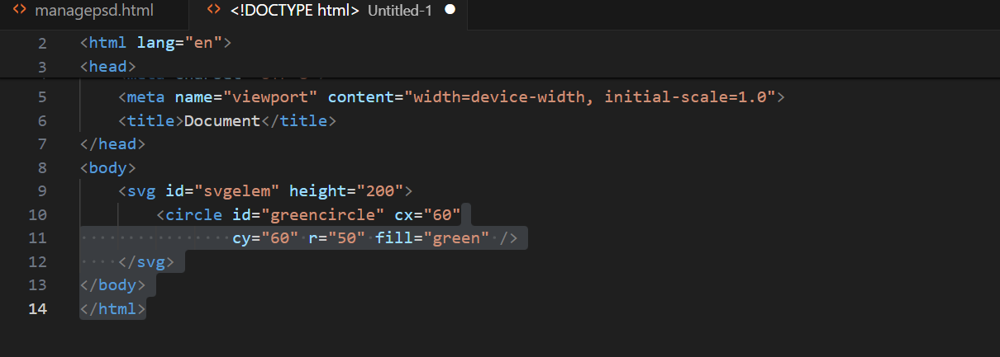 managepsd.html <!DOCTYPE html> Untitled-1
2 <html lang="en">
3 <head>
5 <meta name="viewport" content="width=device-width, initial-scale=1.0">
6 <title>Document</title>
7 </head>
8 <body>
9 <svg id="svgelem" height="200">
10 <circle id="greencircle" cx="60"
11 cy="60" r="50" fill="green" />
12 </svg>
13 </body>
14 </html>